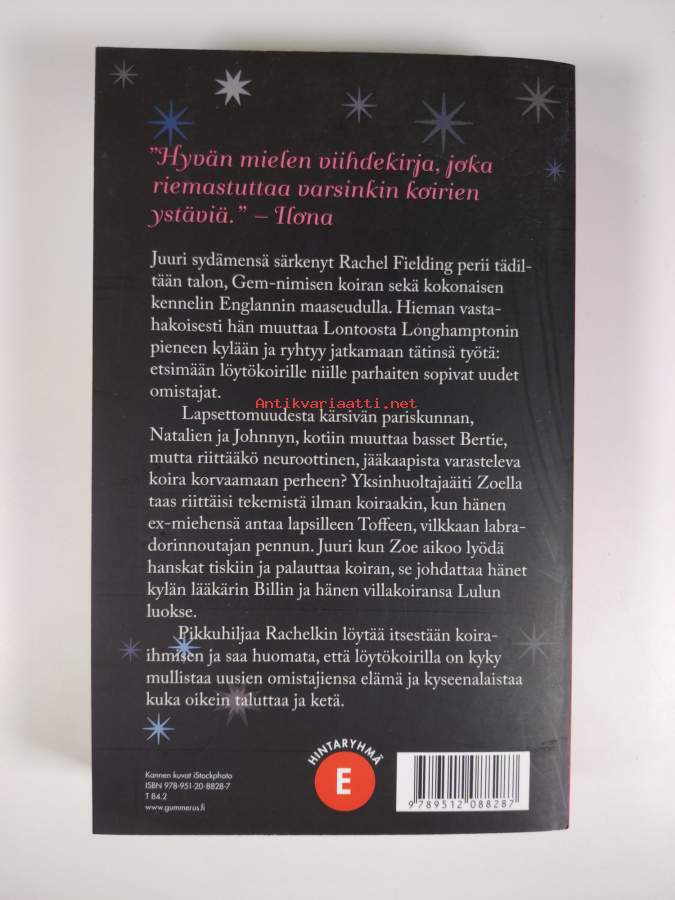 "Hyvän mielen viihdekirja, joka
riemastuttaa varsinkin koirien
ystäviä." – Ilona
Juuri sydämensä särkenyt Rachel Fielding perii tädil-
tään talon, Gem-nimisen koiran sekä kokonaisen
kennelin Englannin maaseudulla. Hieman vasta-
hakoisesti hän muuttaa Lontoosta Longhamptonin
pieneen kylään ja ryhtyy jatkamaan tätinsä työtä:
etsimään löytökoirille niille parhaiten sopivat uudet
omistajat.
Antikvariaatti.net
Lapsettomuudesta kärsivän pariskunnan,
Natalien ja Johnnyn, kotiin muuttaa basset Bertie,
mutta riittääkö neuroottinen, jääkaapista varasteleva
koira korvaamaan perheen? Yksinhuoltajaäiti Zoella
taas riittäisi tekemistä ilman koiraakin, kun hänen
ex-miehensä antaa lapsilleen Toffeen, vilkkaan labra-
dorinnoutajan pennun. Juuri kun Zoe aikoo lyödä
hanskat tiskiin ja palauttaa koiran, se johdattaa hänet
kylän lääkärin Billin ja hänen villakoiransa Lulun
luokse.
Pikkuhiljaa Rachelkin löytää itsestään koira-
ihmisen ja saa huomata, että löytökoirilla on kyky
mullistaa uusien omistajiensa elämä ja kyseenalaistaa
kuka oikein taluttaa ja ketä.
HINTARYHMÄ
E
Kannen kuvat iStockphoto
ISBN 978-951-20-8828-7
T 84.2
www.gummerus.fi
9789512088287